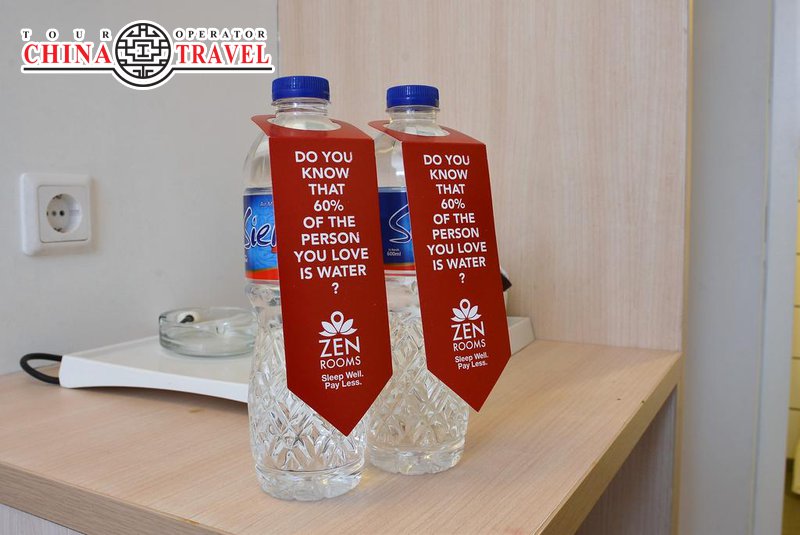 TOUR OPERATOR
CHINA TRAVEL
DO YOU
KNOW
THAT
60%
OF THE
PERSON
YOU LOVE
IS WATER
?
ZEN
ROOMS
Sleep Well.
Pay Less.
DO YOU
KNOW
THAT
60%
OF THE
PERSON
YOU LOVE
IS WATER
?
ZEN
ROOMS
Sleep Well.
Pay Less.
600ml